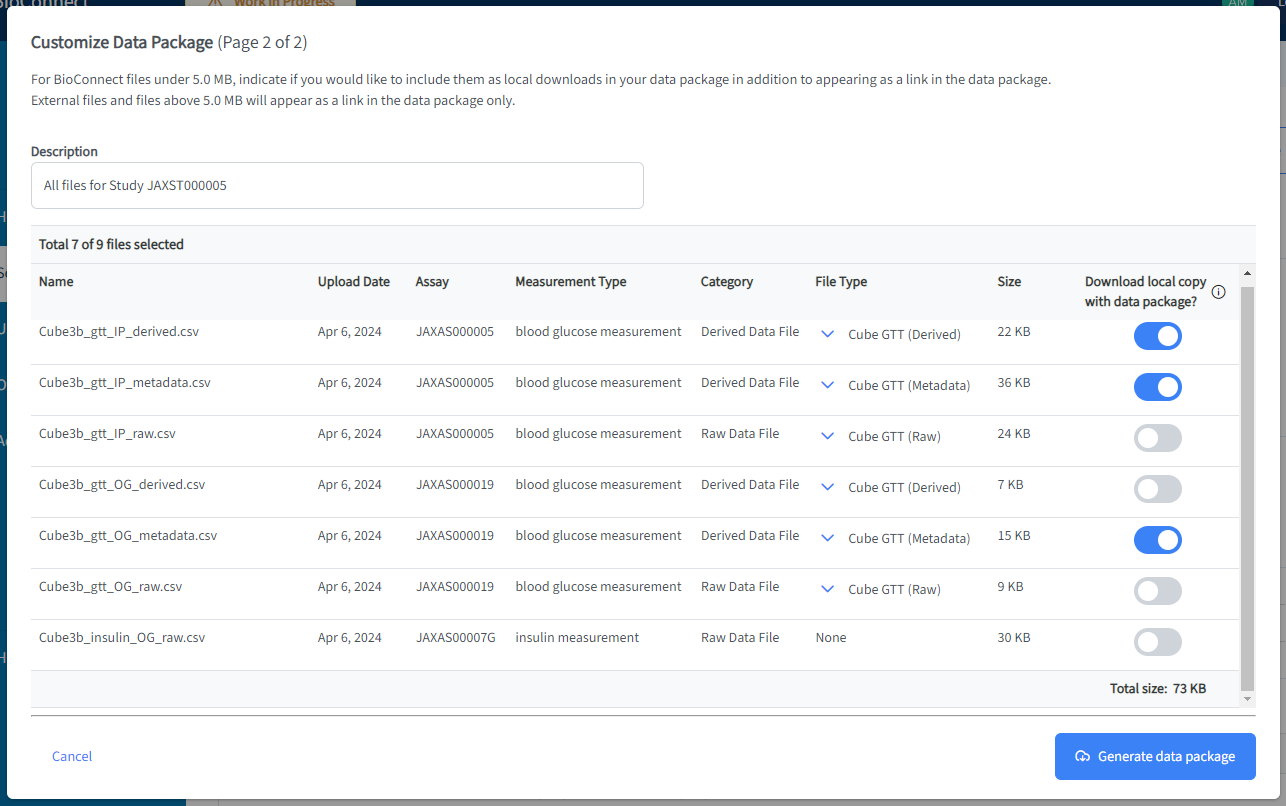 BioConnect
Work in Progress
AM
Customize Data Package (Page 2 of 2)
For BioConnect files under 5.0 MB, indicate if you would like to include them as local downloads in your data package in addition to appearing as a link in the data package.
External files and files above 5.0 MB will appear as a link in the data package only.
Description
All files for Study JAXST000005
Total 7 of 9 files selected
Name Upload Date Assay Measurement Type Category File Type Size Download local copy
with data package?
Cube3b_gtt_IP_derived.csv Apr 6, 2024 JAXAS000005 blood glucose measurement Derived Data File Cube GTT (Derived) 22 KB
Cube3b_gtt_IP_metadata.csv Apr 6, 2024 JAXAS000005 blood glucose measurement Derived Data File Cube GTT (Metadata) 36 KB
Cube3b_gtt_IP_raw.csv Apr 6, 2024 JAXAS000005 blood glucose measurement Raw Data File Cube GTT (Raw) 24 KB
Cube3b_gtt_OG_derived.csv Apr 6, 2024 JAXAS000019 blood glucose measurement Derived Data File Cube GTT (Derived) 7 KB
Cube3b_gtt_OG_metadata.csv Apr 6, 2024 JAXAS000019 blood glucose measurement Derived Data File Cube GTT (Metadata) 15 KB
Cube3b_gtt_OG_raw.csv Apr 6, 2024 JAXAS000019 blood glucose measurement Raw Data File Cube GTT (Raw) 9 KB
Cube3b_insulin_OG_raw.csv Apr 6, 2024 JAXAS00007G insulin measurement Raw Data File None 30 KB
Total size: 73 KB
Cancel
Generate data package